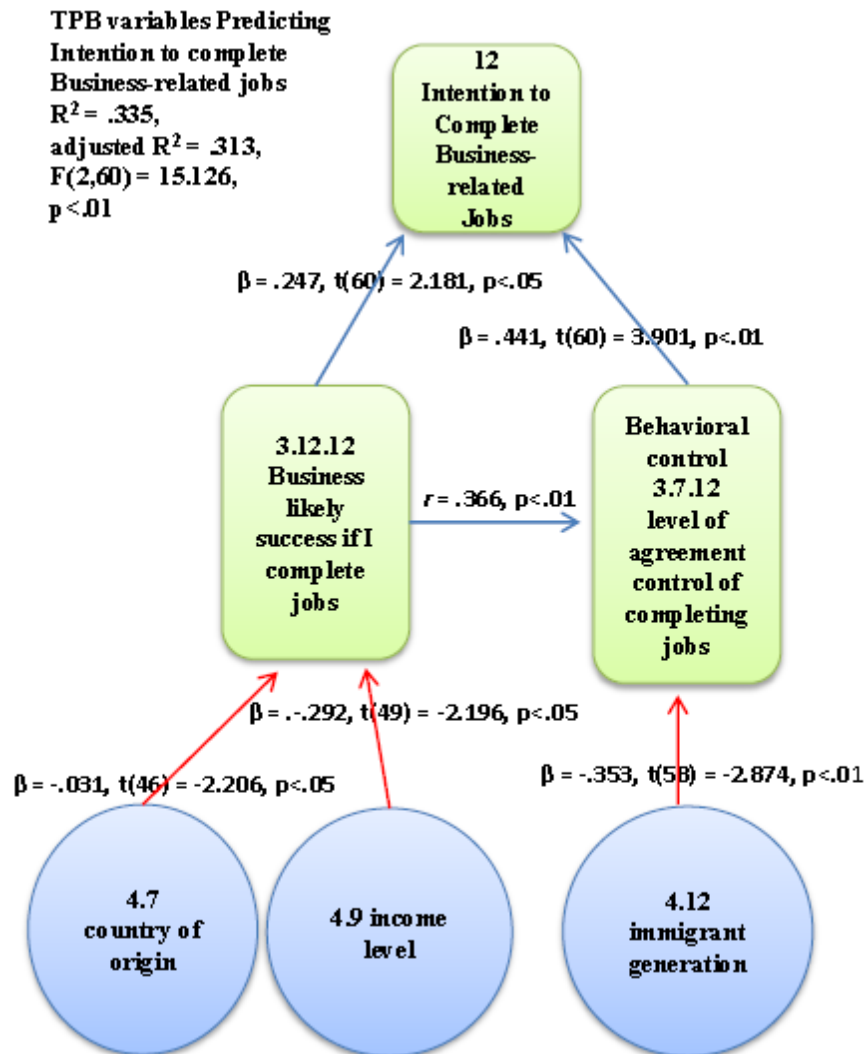 TPB variables Predicting
Intention to complete
Business-related jobs
R² = .335,
adjusted R² = .313,
F(2,60) = 15.126,
p<.01
12
Intention to
Complete
Business-
related
Jobs
β = .247, t(60) = 2.181, p<.05
β = .441, t(60) = 3.901, p<.01
3.12.12
Business
likely
success if I
complete
jobs
r = .366, p<.01
Behavioral
control
3.7.12
level of
agreement
control of
completing
jobs
β = .-.292, t(49) = -2.196, p<.05
β = -.031, t(46) = -2.206, p<.05
β = -.353, t(58) = -2.874, p<.01
4.7
country of
origin
4.9 income
level
4.12
immigrant
generation